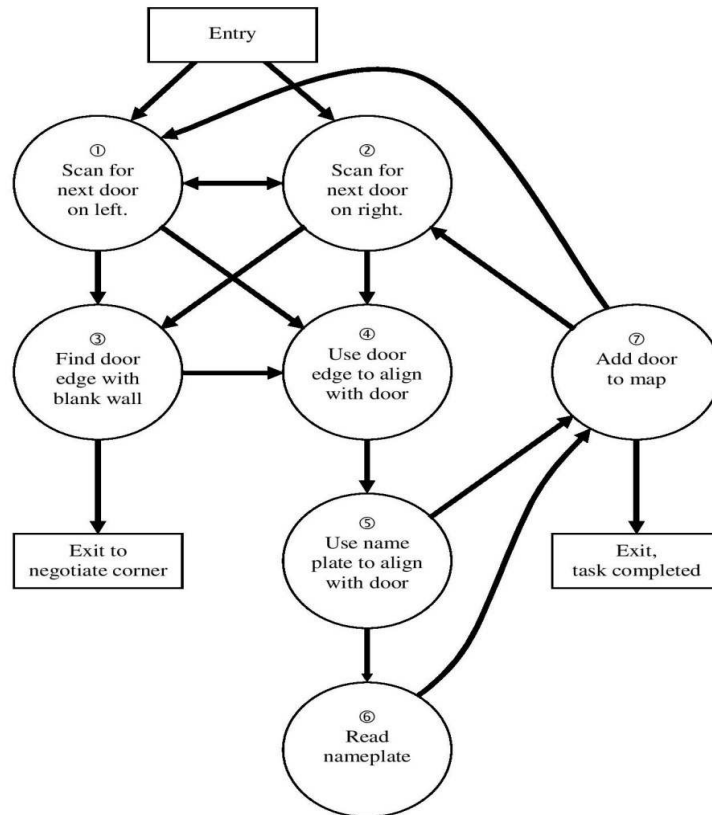 Entry
①
Scan for
next door
on left.
②
Scan for
next door
on right.
③
Find door
edge with
blank wall
④
Use door
edge to align
with door
⑦
Add door
to map
Exit to
negotiate corner
⑤
Use name
plate to align
with door
Exit,
task completed
⑥
Read
nameplate